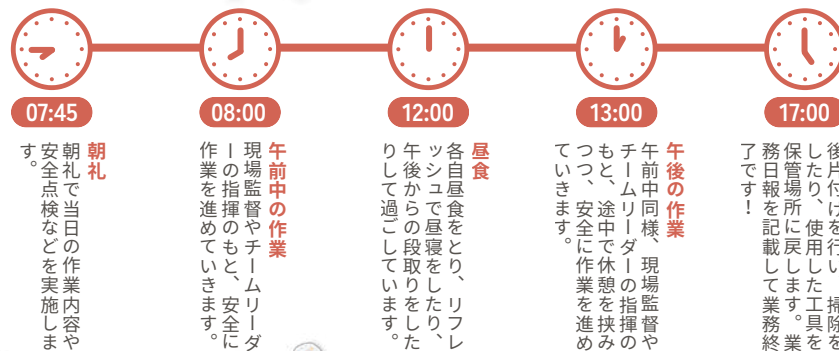 07:45
朝礼
朝礼で当日の作業内容や
安全点検などを実施しま
す。
08:00
午前中の作業
現場監督やチームリーダ
ーの指揮のもと、安全に
作業を進めていきます。
12:00
昼食
各自昼食をとり、リフレ
ッシュで昼寝をしたり、
午後からの段取りをした
りして過ごしています。
13:00
午後の作業
午前中同様、現場監督や
チームリーダーの指揮の
もと、途中で休憩を挟み
つつ、安全に作業を進め
ていきます。
17:00
後片付けを行い、掃除を
したり、使用した工具を
保管場所に戻します。業
務日報を記載して業務終
了です！